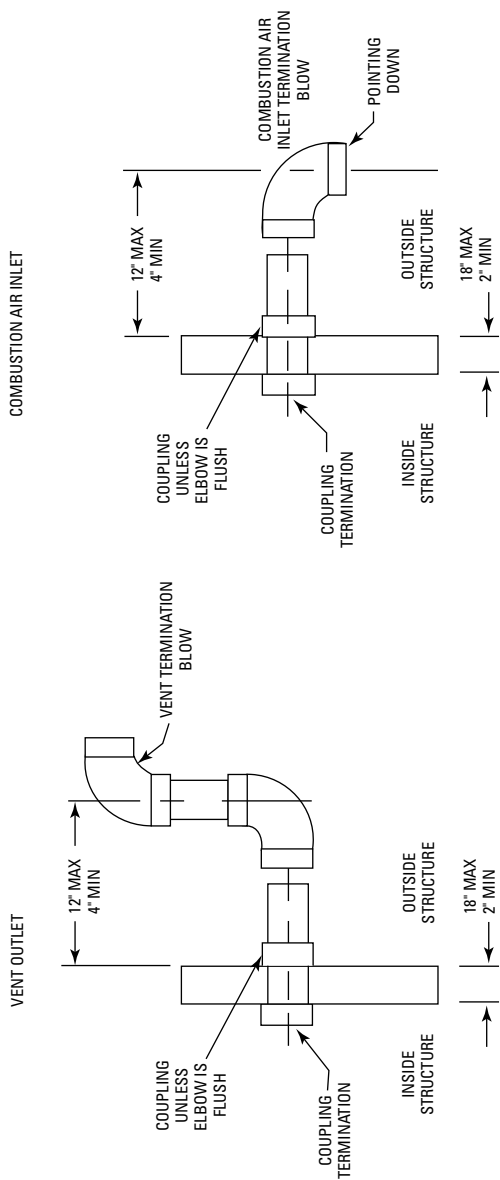 VENT OUTLET
12" MAX
4" MIN
VENT TERMINATION
BLOW
COUPLING
UNLESS
ELBOW IS
FLUSH
COUPLING
TERMINATION
INSIDE
STRUCTURE
OUTSIDE
STRUCTURE
18" MAX
2" MIN
COMBUSTION AIR INLET
12" MAX
4" MIN
COMBUSTION AIR
INLET TERMINATION
BLOW
COUPLING
UNLESS
ELBOW IS
FLUSH
POINTING
DOWN
COUPLING
TERMINATION
INSIDE
STRUCTURE
OUTSIDE
STRUCTURE
18" MAX
2" MIN